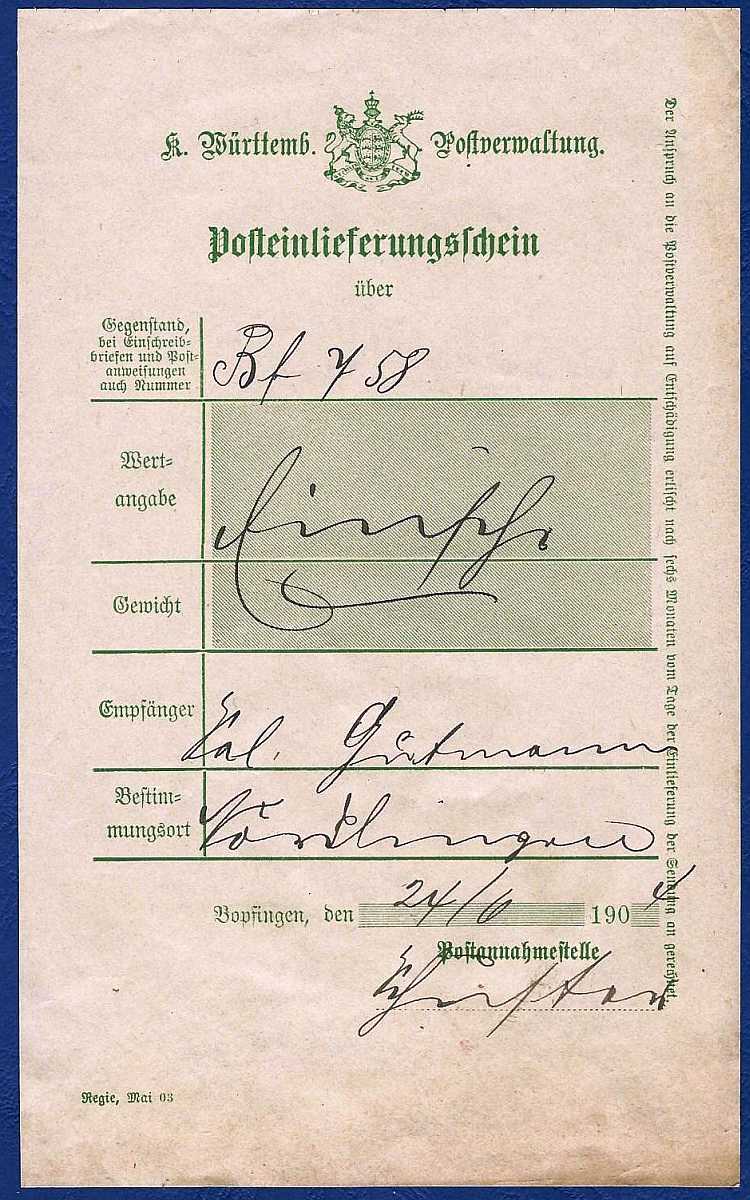 K. Württemb. Postverwaltung.
Posteinlieferungsschein
über
Gegenstand,
bei Einschreib-
briefen und Post-
anweisungen
auch Nummer
Bf 758
Wert-
angabe
Einschr.
Gewicht
Empfänger
Gutmann
Bestim-
mungsort
Nördlingen
Bopfingen, den 24/6 1904
Postannahmestelle
Regie, Mai 03
Der Anspruch an die Postverwaltung auf Entschädigung erlischt nach sechs Monaten vom Tage der Einlieferung der Sendung an gerechnet.